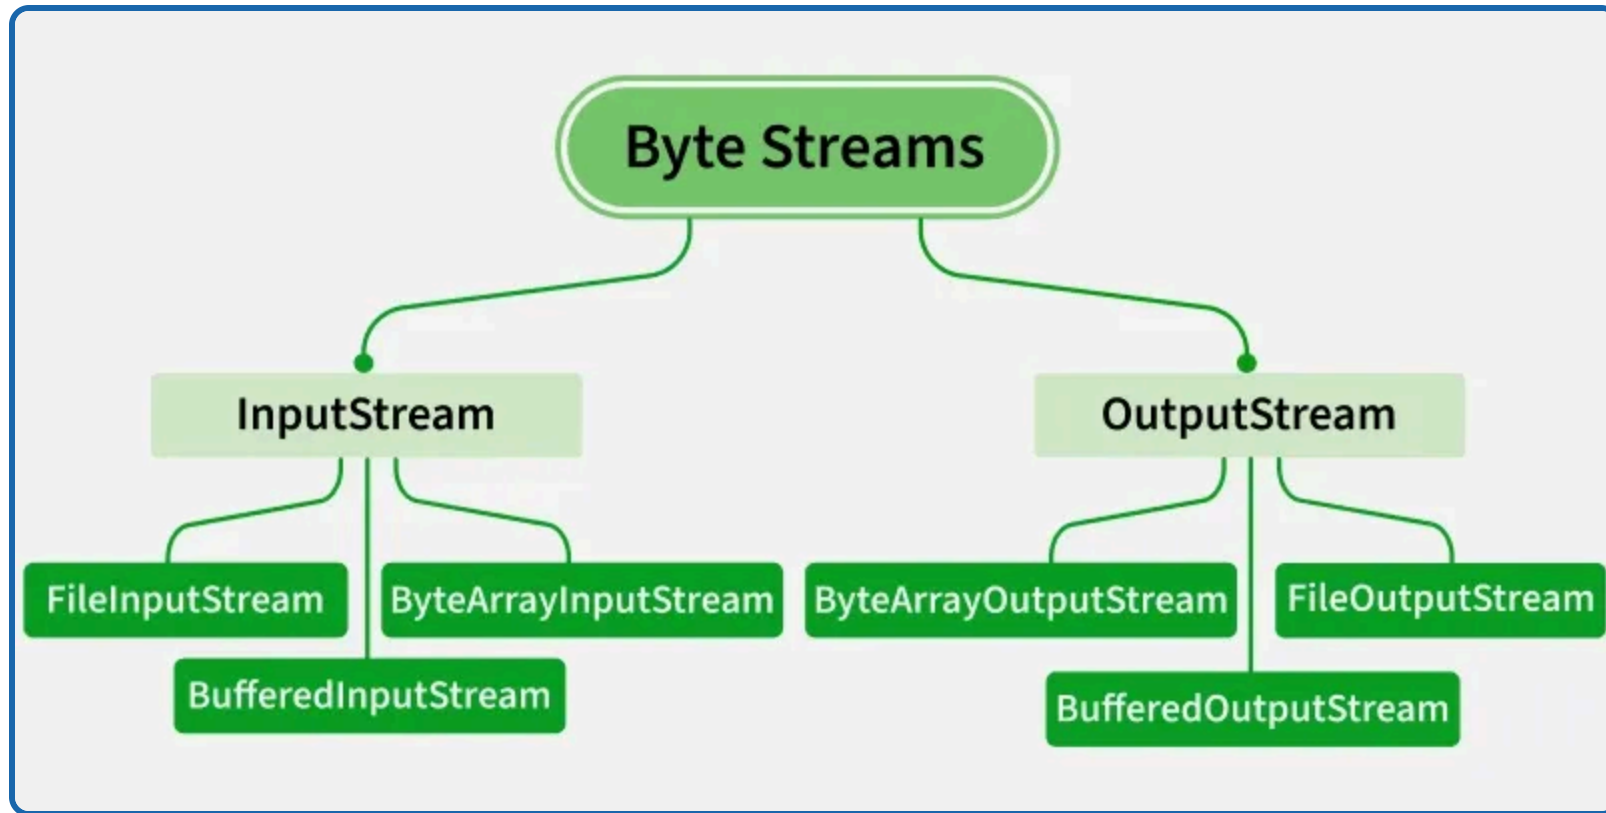 Byte Streams
InputStream
OutputStream
FileInputStream
ByteArrayInputStream
ByteArrayOutputStream
FileOutputStream
BufferedInputStream
BufferedOutputStream